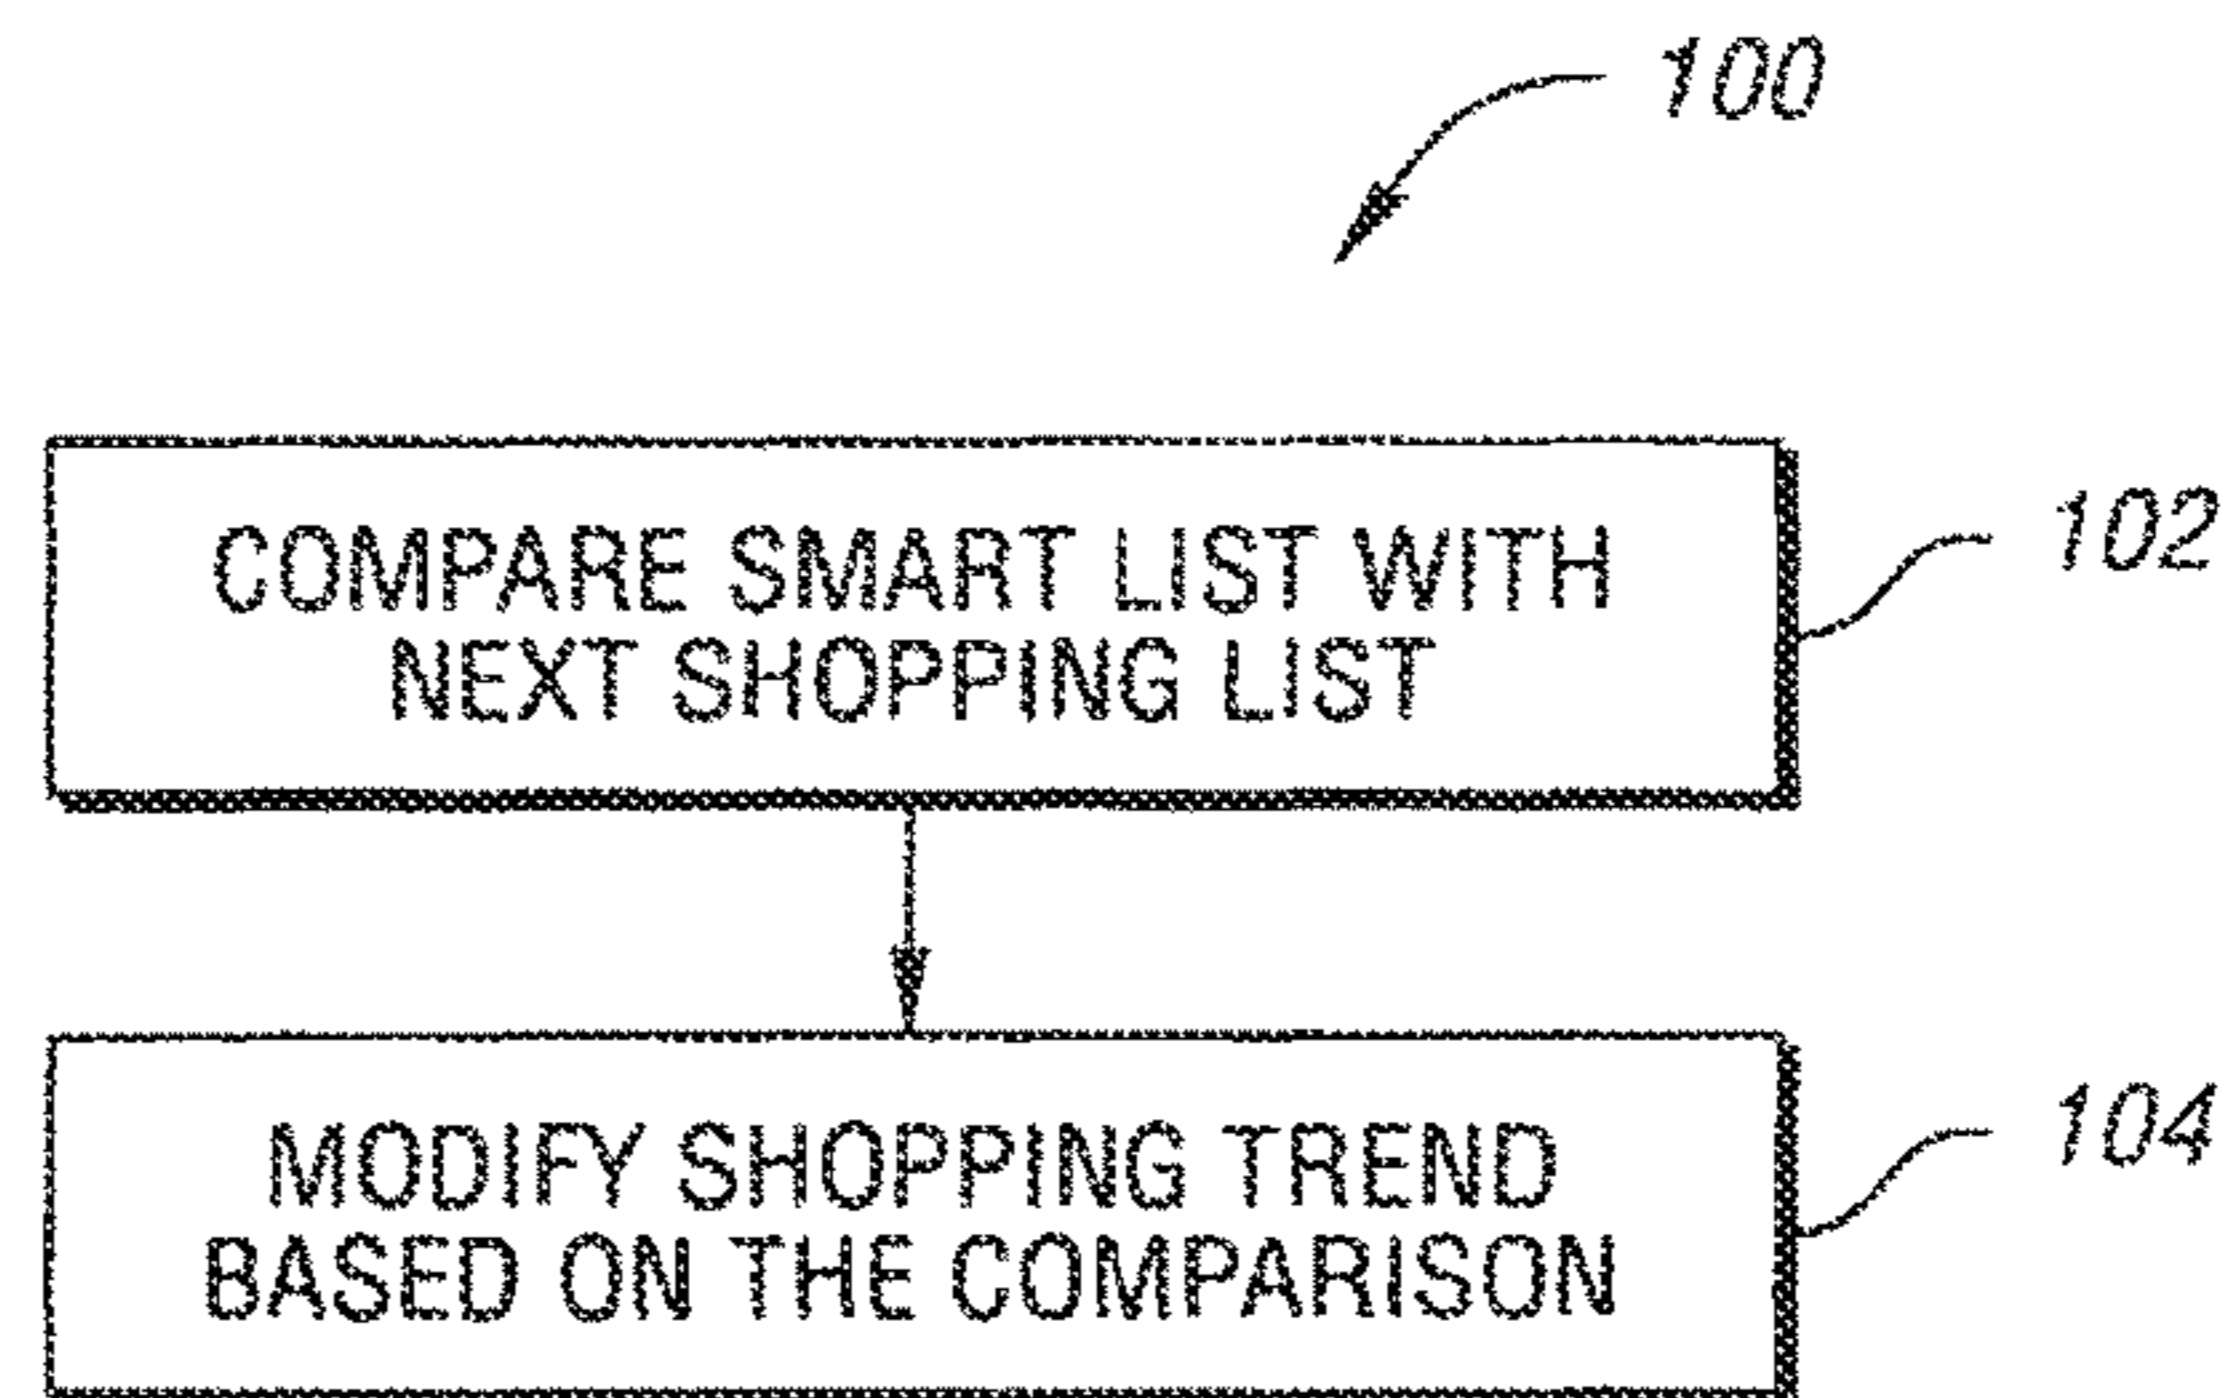 100
COMPARE SMART LIST WITH
NEXT SHOPPING LIST
102
MODIFY SHOPPING TREND
BASED ON THE COMPARISON
104